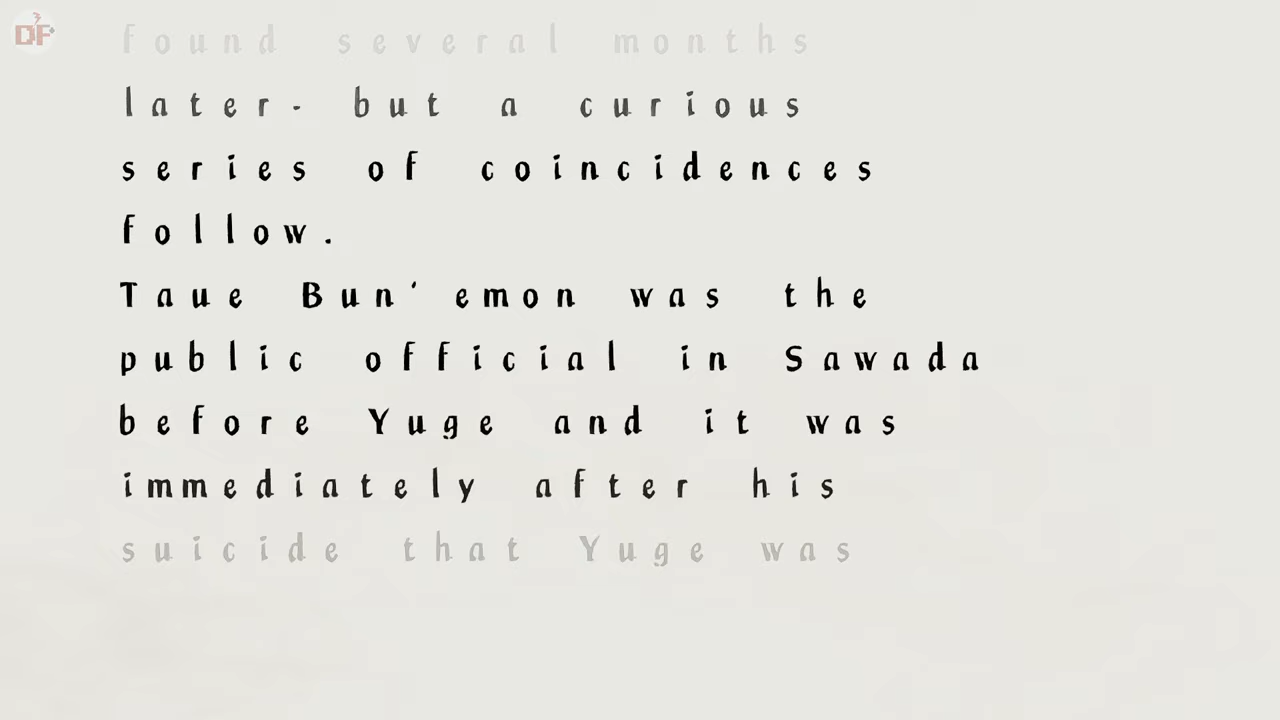 DF
found several months
later- but a curious
series of coincidences
follow.
Taue Bun'emon was the
public official in Sawada
before Yuge and it was
immediately after his
suicide that Yuge was